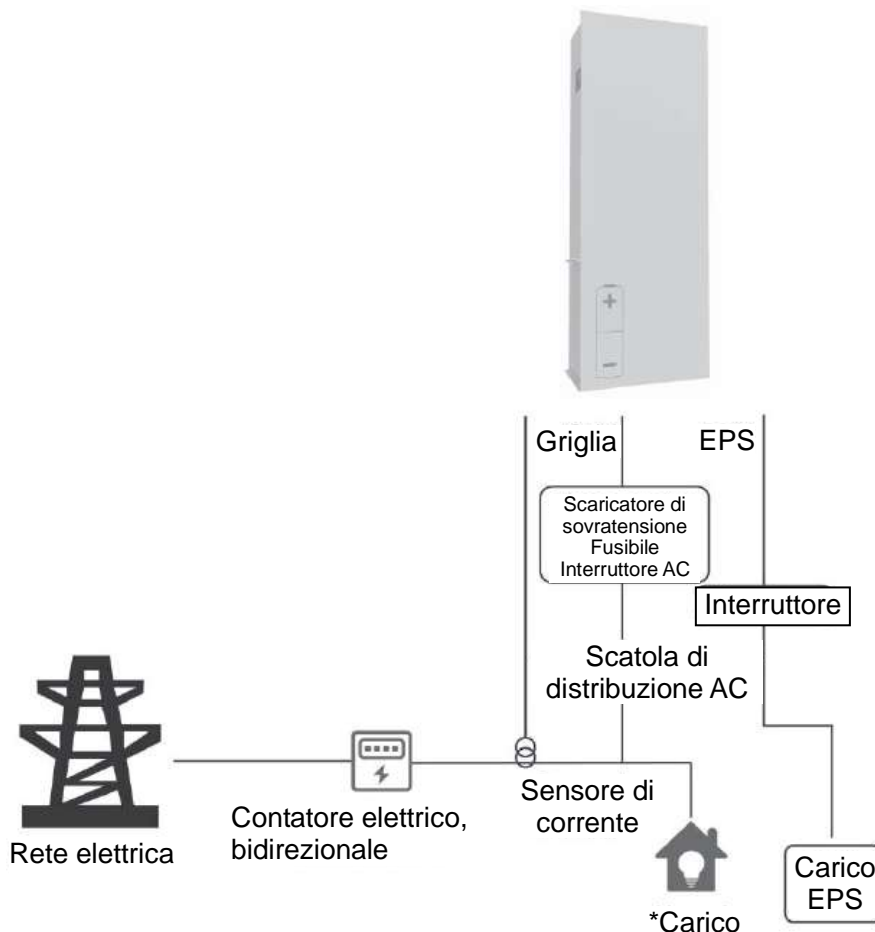 Griglia
EPS
Scaricatore di
sovratensione
Fusibile
Interruttore AC
Interruttore
Scatola di
distribuzione AC
Sensore di
corrente
Contatore elettrico,
bidirezionale
Rete elettrica
Carico
EPS
*Carico